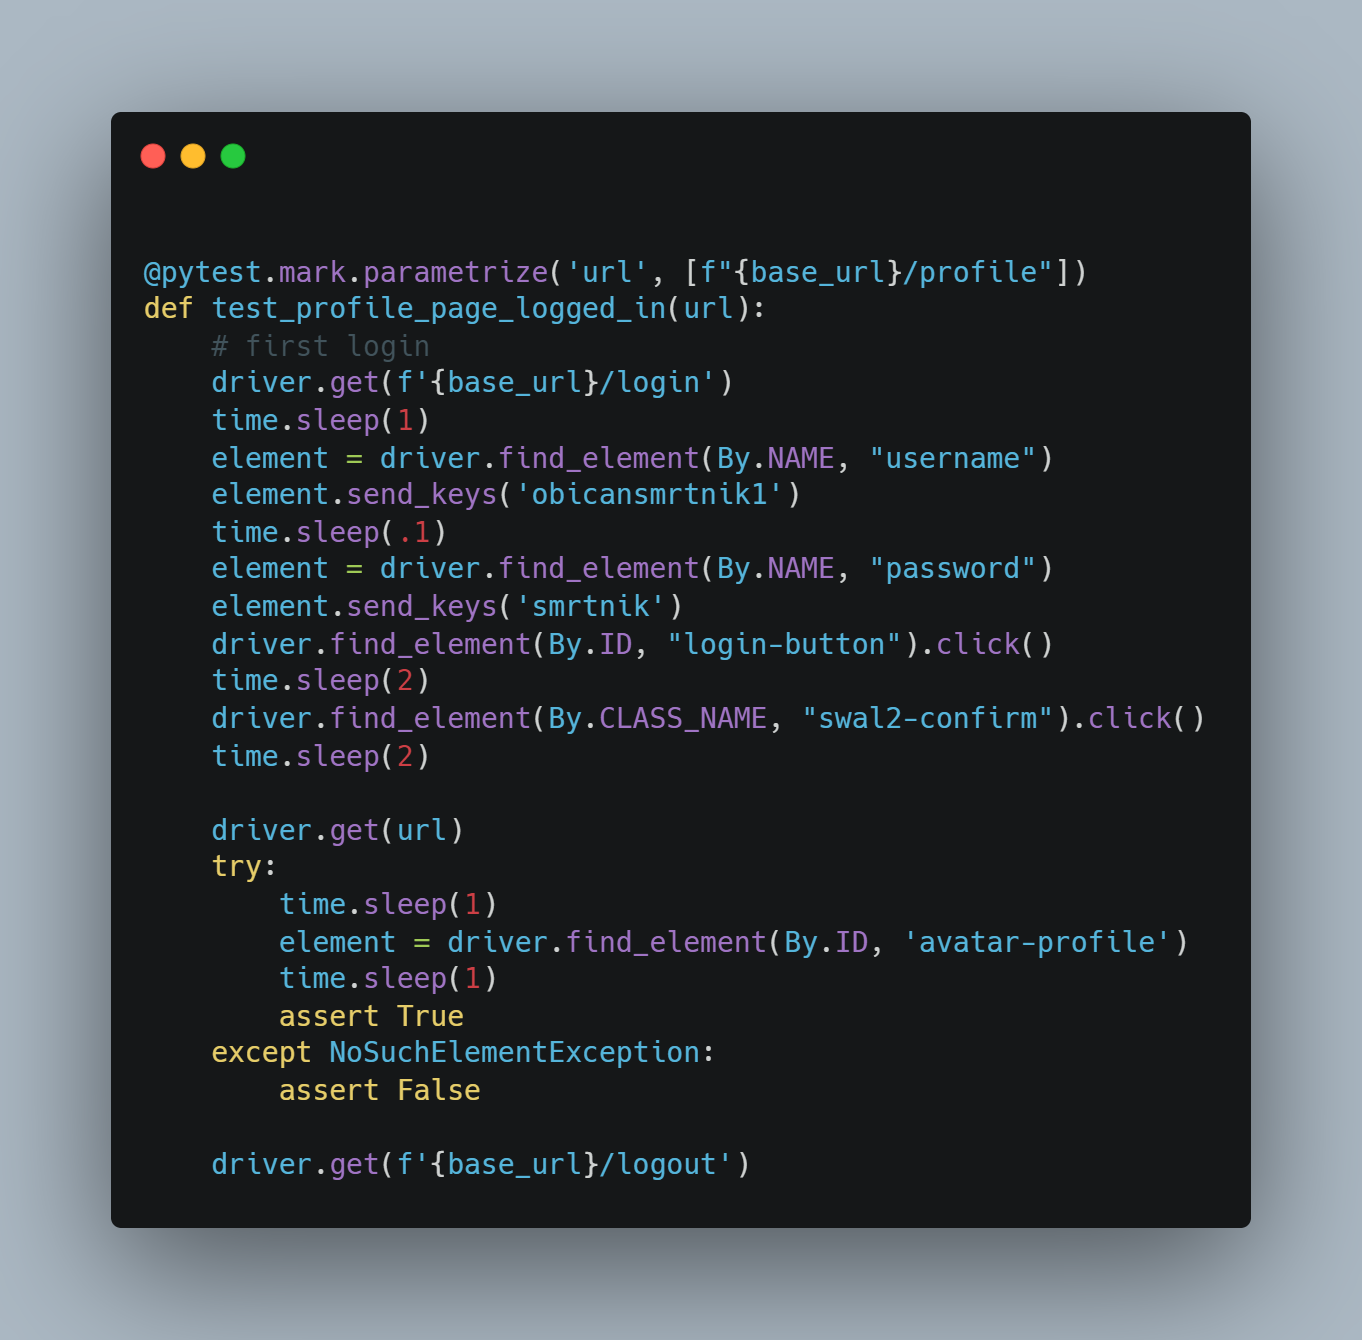 @pytest.mark.parametrize('url', [f"{base_url}/profile"])
def test_profile_page_logged_in(url):
    # first login
    driver.get(f'{base_url}/login')
    time.sleep(1)
    element = driver.find_element(By.NAME, "username")
    element.send_keys('obicansmrtnik1')
    time.sleep(.1)
    element = driver.find_element(By.NAME, "password")
    element.send_keys('smrtnik')
    driver.find_element(By.ID, "login-button").click()
    time.sleep(2)
    driver.find_element(By.CLASS_NAME, "swal2-confirm").click()
    time.sleep(2)

    driver.get(url)
    try:
        time.sleep(1)
        element = driver.find_element(By.ID, 'avatar-profile')
        time.sleep(1)
        assert True
    except NoSuchElementException:
        assert False

    driver.get(f'{base_url}/logout')